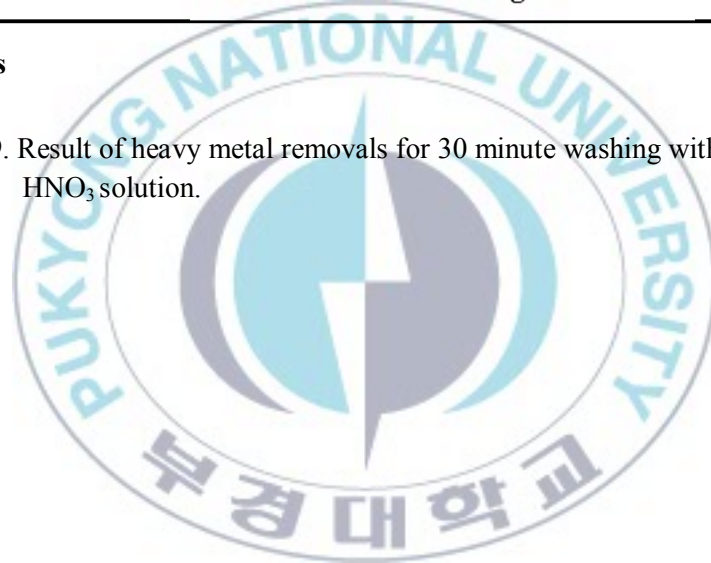 PUKYONG NATIONAL UNIVERSITY
. Result of heavy metal removals for 30 minute washing with
HNO₃ solution.
부경대학교